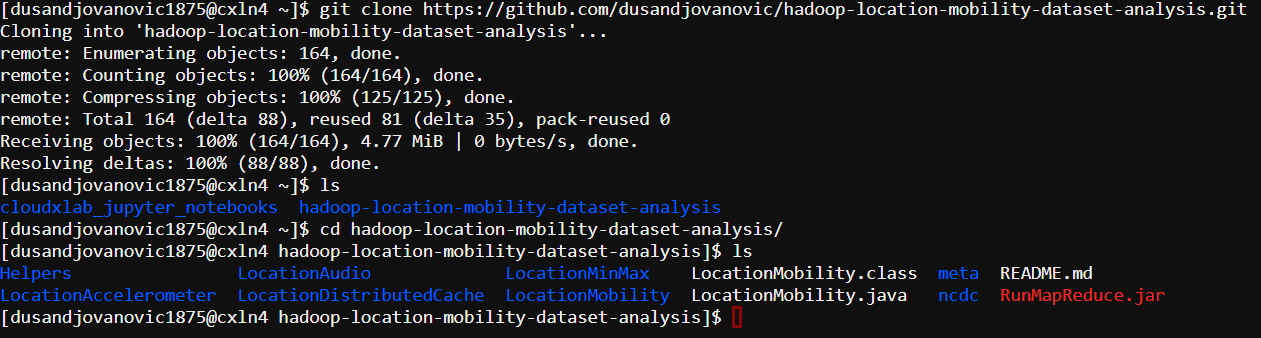 [dusandjovanovic1875@cxln4 ~]$ git clone https://github.com/dusandjovanovic/hadoop-location-mobility-dataset-analysis.git
Cloning into 'hadoop-location-mobility-dataset-analysis'...
remote: Enumerating objects: 164, done.
remote: Counting objects: 100% (164/164), done.
remote: Compressing objects: 100% (125/125), done.
remote: Total 164 (delta 88), reused 81 (delta 35), pack-reused 0
Receiving objects: 100% (164/164), 4.77 MiB | 0 bytes/s, done.
Resolving deltas: 100% (88/88), done.
[dusandjovanovic1875@cxln4 ~]$ ls
cloudxlab_jupyter_notebooks  hadoop-location-mobility-dataset-analysis
[dusandjovanovic1875@cxln4 ~]$ cd hadoop-location-mobility-dataset-analysis/
[dusandjovanovic1875@cxln4 hadoop-location-mobility-dataset-analysis]$ ls
Helpers                LocationAudio             LocationMinMax    LocationMobility.class  meta  README.md
LocationAccelerometer  LocationDistributedCache  LocationMobility  LocationMobility.java   ncdc  RunMapReduce.jar
[dusandjovanovic1875@cxln4 hadoop-location-mobility-dataset-analysis]$